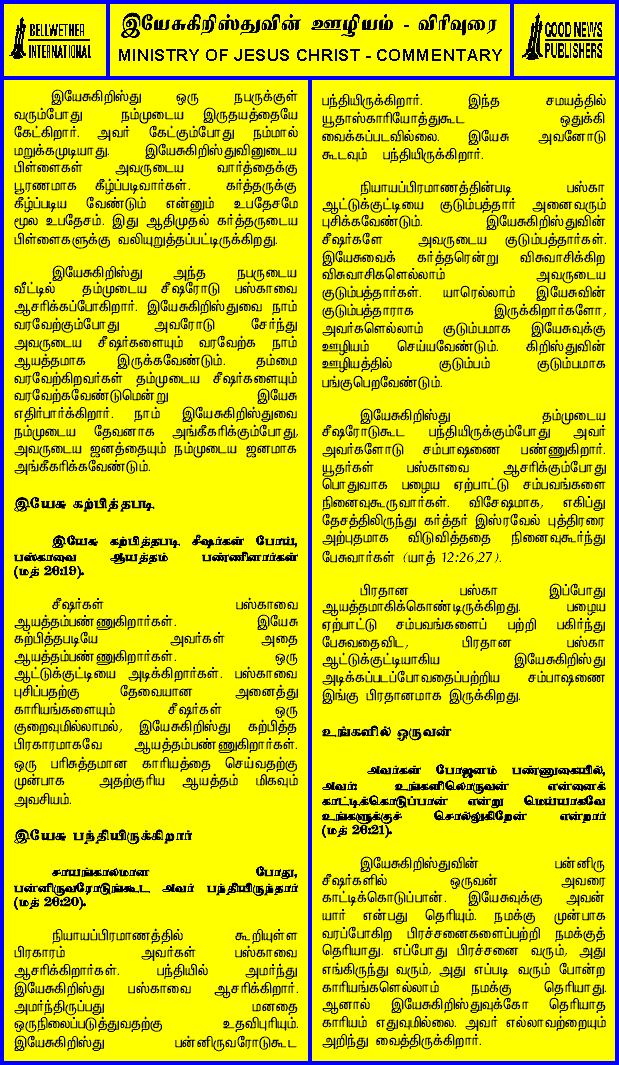 BELLWETHER
INTERNATIONAL
இயேசுகிறிஸ்துவின் ஊழியம் - விரிவுரை
MINISTRY OF JESUS CHRIST - COMMENTARY
GOOD NEWS
PUBLISHERS
இயேசுகிறிஸ்து ஒரு நபருக்குள்
வரும்போது நம்முடைய இருதயத்தையே
கேட்கிறார். அவர் கேட்கும்போது நம்மால்
மறுக்கமுடியாது. இயேசுகிறிஸ்துவினுடைய
பிள்ளைகள் அவருடைய வார்த்தைக்கு
பூரணமாக கீழ்ப்படிவார்கள். கர்த்தருக்கு
கீழ்ப்படிய வேண்டும் என்னும் உபதேசமே
மூல உபதேசம். இது ஆதிமுதல் கர்த்தருடைய
பிள்ளைகளுக்கு வலியுறுத்தப்பட்டிருக்கிறது.
இயேசுகிறிஸ்து அந்த நபருடைய
வீட்டில் தம்முடைய சீஷரோடு பஸ்காவை
ஆசரிக்கப்போகிறார். இயேசுகிறிஸ்துவை நாம்
வரவேற்கும்போது அவரோடு சேர்ந்து
அவருடைய சீஷர்களையும் வரவேற்க நாம்
ஆயத்தமாக இருக்கவேண்டும். தம்மை
வரவேற்கிறவர்கள் தம்முடைய சீஷர்களையும்
வரவேற்கவேண்டுமென்று இயேசு
எதிர்பார்க்கிறார். நாம் இயேசுகிறிஸ்துவை
நம்முடைய தேவனாக அங்கீகரிக்கும்போது,
அவருடைய ஜனத்தையும் நம்முடைய ஜனமாக
அங்கீகரிக்கவேண்டும்.
இயேசு கற்பித்தபடி
இயேசு கற்பித்தபடி சீஷர்கள் போய்,
பஸ்காவை ஆயத்தம் பண்ணினார்கள்
(மத் 26:19).
சீஷர்கள் பஸ்காவை
ஆயத்தம்பண்ணுகிறார்கள். இயேசு
கற்பித்தபடியே அவர்கள் அதை
ஆயத்தம்பண்ணுகிறார்கள். ஒரு
ஆட்டுக்குட்டியை அடிக்கிறார்கள். பஸ்காவை
புசிப்பதற்கு தேவையான அனைத்து
காரியங்களையும் சீஷர்கள் ஒரு
குறைவுமில்லாமல், இயேசுகிறிஸ்து கற்பித்த
பிரகாரமாகவே ஆயத்தம்பண்ணுகிறார்கள்.
ஒரு பரிசுத்தமான காரியத்தை செய்வதற்கு
முன்பாக அதற்குரிய ஆயத்தம் மிகவும்
அவசியம்.
இயேசு பந்தியிருக்கிறார்
சாயங்காலமான போது,
பன்னிருவரோடுங்கூட அவர் பந்தியிருந்தார்
(மத் 26:20).
நியாயப்பிரமாணத்தில் கூறியுள்ள
பிரகாரம் அவர்கள் பஸ்காவை
ஆசரிக்கிறார்கள். பந்தியில் அமர்ந்து
இயேசுகிறிஸ்து பஸ்காவை ஆசரிக்கிறார்.
அமர்ந்திருப்பது மனதை
ஒருநிலைப்படுத்துவதற்கு உதவிபுரியும்.
இயேசுகிறிஸ்து பன்னிருவரோடுகூட
பந்தியிருக்கிறார். இந்த சமயத்தில்
யூதாஸ்காரியோத்துகூட ஒதுக்கி
வைக்கப்படவில்லை. இயேசு அவனோடு
கூடவும் பந்தியிருக்கிறார்.
நியாயப்பிரமாணத்தின்படி பஸ்கா
ஆட்டுக்குட்டியை குடும்பத்தார் அனைவரும்
புசிக்கவேண்டும். இயேசுகிறிஸ்துவின்
சீஷர்களே அவருடைய குடும்பத்தார்கள்.
இயேசுவைக் கர்த்தரென்று விசுவாசிக்கிற
விசுவாசிகளெல்லாம் அவருடைய
குடும்பத்தார்கள். யாரெல்லாம் இயேசுவின்
குடும்பத்தாராக இருக்கிறார்களோ,
அவர்களெல்லாம் குடும்பமாக இயேசுவுக்கு
ஊழியம் செய்யவேண்டும். கிறிஸ்துவின்
ஊழியத்தில் குடும்பம் குடும்பமாக
பங்குபெறவேண்டும்.
இயேசுகிறிஸ்து தம்முடைய
சீஷரோடுகூட பந்தியிருக்கும்போது அவர்
அவர்களோடு சம்பாஷணை பண்ணுகிறார்.
யூதர்கள் பஸ்காவை ஆசரிக்கும்போது
பொதுவாக பழைய ஏற்பாட்டு சம்பவங்களை
நினைவுகூருவார்கள். விசேஷமாக, எகிப்து
தேசத்திலிருந்து கர்த்தர் இஸ்ரவேல் புத்திரரை
அற்புதமாக விடுவித்ததை நினைவுகூர்ந்து
பேசுவார்கள் (யாத் 12:26,27).
பிரதான பஸ்கா இப்போது
ஆயத்தமாகிக்கொண்டிருக்கிறது. பழைய
ஏற்பாட்டு சம்பவங்களைப் பற்றி பகிர்ந்து
பேசுவதைவிட, பிரதான பஸ்கா
ஆட்டுக்குட்டியாகிய இயேசுகிறிஸ்து
அடிக்கப்படப்போவதைப்பற்றிய சம்பாஷணை
இங்கு பிரதானமாக இருக்கிறது.
உங்களில் ஒருவன்
அவர்கள் போஜனம் பண்ணுகையில்,
அவர்: உங்களிலொருவன் என்னைக்
காட்டிக்கொடுப்பான் என்று மெய்யாகவே
உங்களுக்குச் சொல்லுகிறேன் என்றார்
(மத் 26:21).
இயேசுகிறிஸ்துவின் பன்னிரு
சீஷர்களில் ஒருவன் அவரை
காட்டிக்கொடுப்பான். இயேசுவுக்கு அவன்
யார் என்பது தெரியும். நமக்கு முன்பாக
வரப்போகிற பிரச்சனைகளைப்பற்றி நமக்குத்
தெரியாது. எப்போது பிரச்சனை வரும், அது
எங்கிருந்து வரும், அது எப்படி வரும் போன்ற
காரியங்களெல்லாம் நமக்கு தெரியாது.
ஆனால் இயேசுகிறிஸ்துவுக்கோ தெரியாத
காரியம் எதுவுமில்லை. அவர் எல்லாவற்றையும்
அறிந்து வைத்திருக்கிறார்.